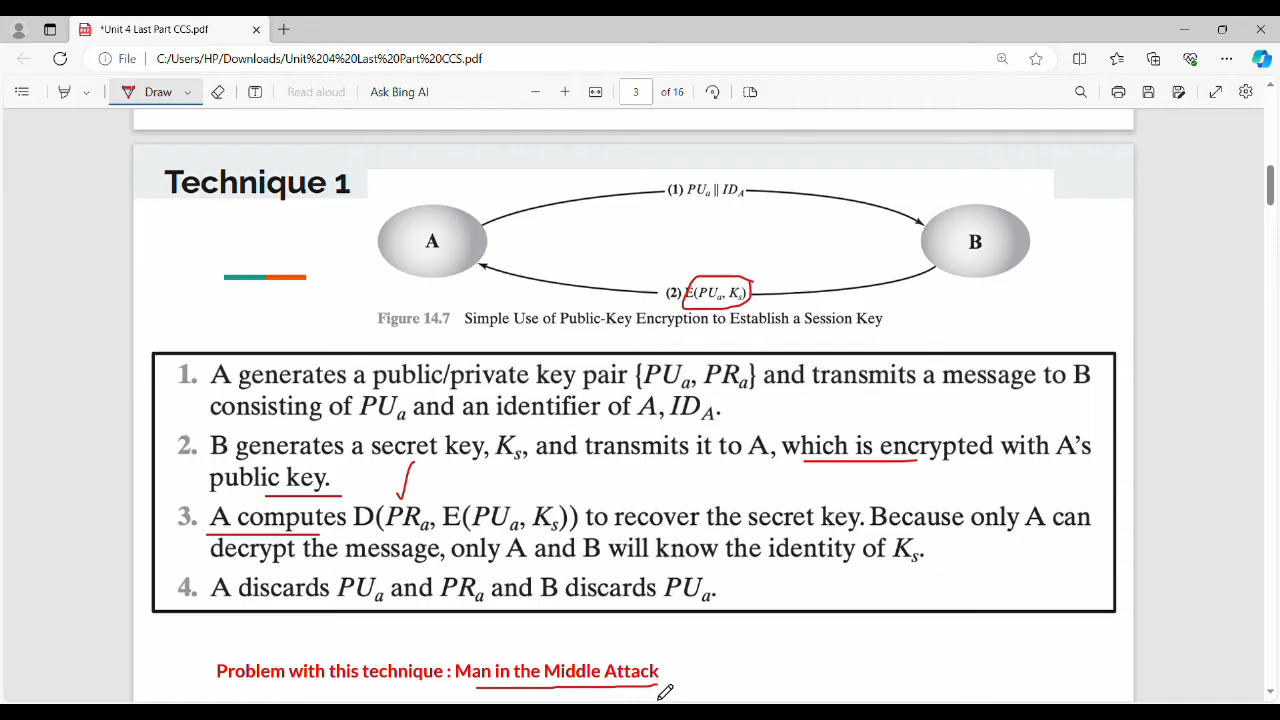 *Unit 4 Last Part CCS.pdf
File C:/Users/HP/Downloads/Unit%204%20Last%20Part%20CCS.pdf
Draw Read aloud Ask Bing AI 3 of 16
Technique 1
(1) PUa || IDA
A B
(2) E(PUa, Ks)
Figure 14.7 Simple Use of Public-Key Encryption to Establish a Session Key
1. A generates a public/private key pair {PUa, PRa} and transmits a message to B
consisting of PUa and an identifier of A, IDA.
2. B generates a secret key, Ks, and transmits it to A, which is encrypted with A's
public key.
3. A computes D(PRa, E(PUa, Ks)) to recover the secret key. Because only A can
decrypt the message, only A and B will know the identity of Ks.
4. A discards PUa and PRa and B discards PUa.
Problem with this technique : Man in the Middle Attack